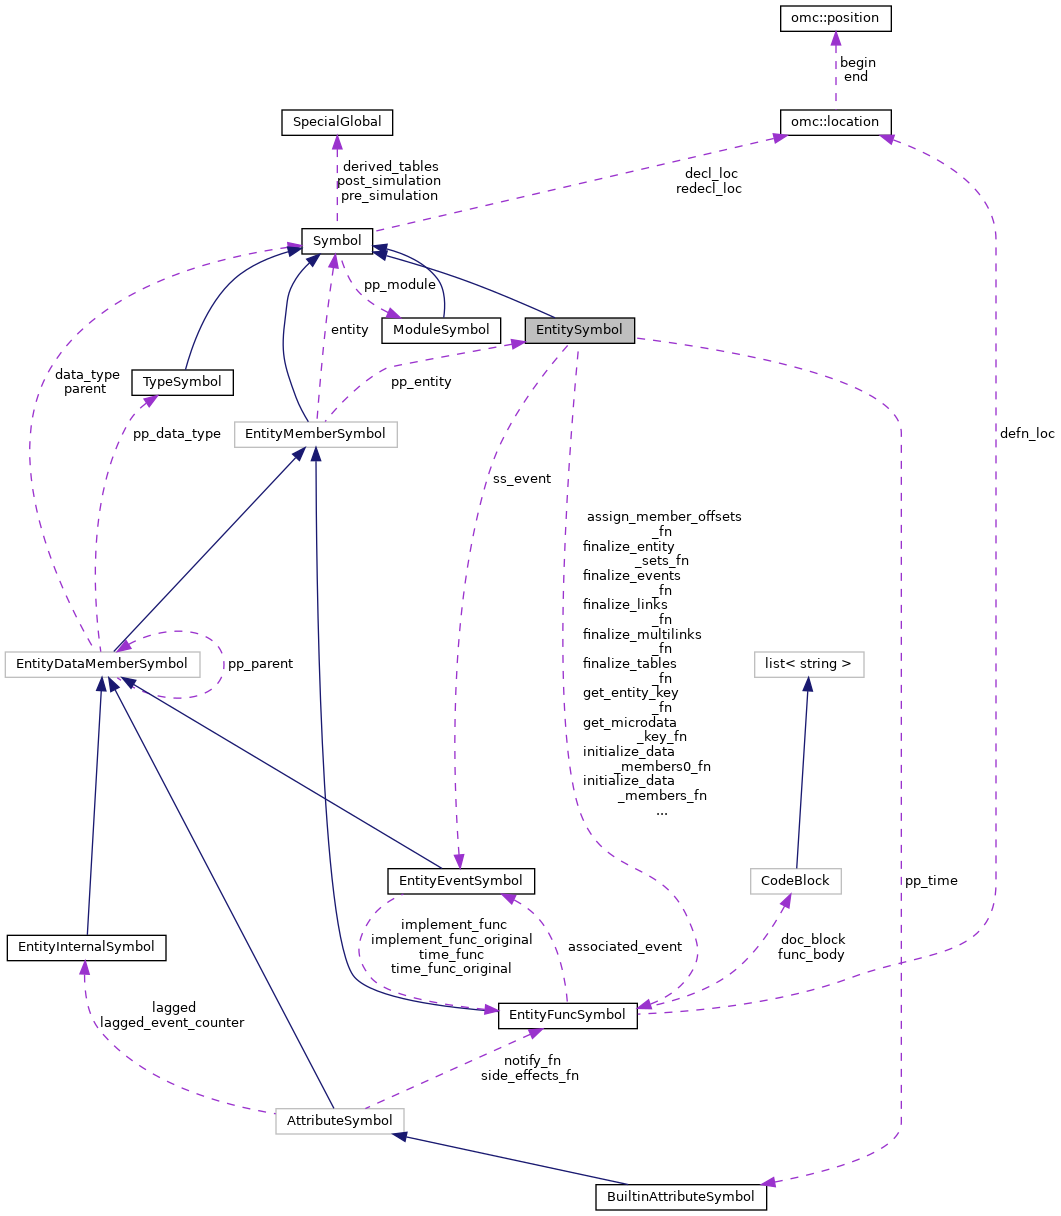 omc::position
begin
end
SpecialGlobal
omc::location
derived_tables
post_simulation
pre_simulation
decl_loc
redecl_loc
Symbol
pp_module
entity
ModuleSymbol
EntitySymbol
data_type
parent
TypeSymbol
pp_entity
pp_data_type
EntityMemberSymbol
defn_loc
ss_event
assign_member_offsets
_fn
finalize_entity
_sets_fn
finalize_events
_fn
finalize_links
_fn
finalize_multilinks
_fn
finalize_tables
_fn
get_entity_key
_fn
get_microdata
_key_fn
initialize_data
_members0_fn
initialize_data
_members_fn
...
EntityDataMemberSymbol
pp_parent
list< string >
EntityEventSymbol
CodeBlock
pp_time
implement_func
implement_func_original
time_func
time_func_original
associated_event
doc_block
func_body
EntityInternalSymbol
lagged
lagged_event_counter
EntityFuncSymbol
notify_fn
side_effects_fn
AttributeSymbol
BuiltinAttributeSymbol